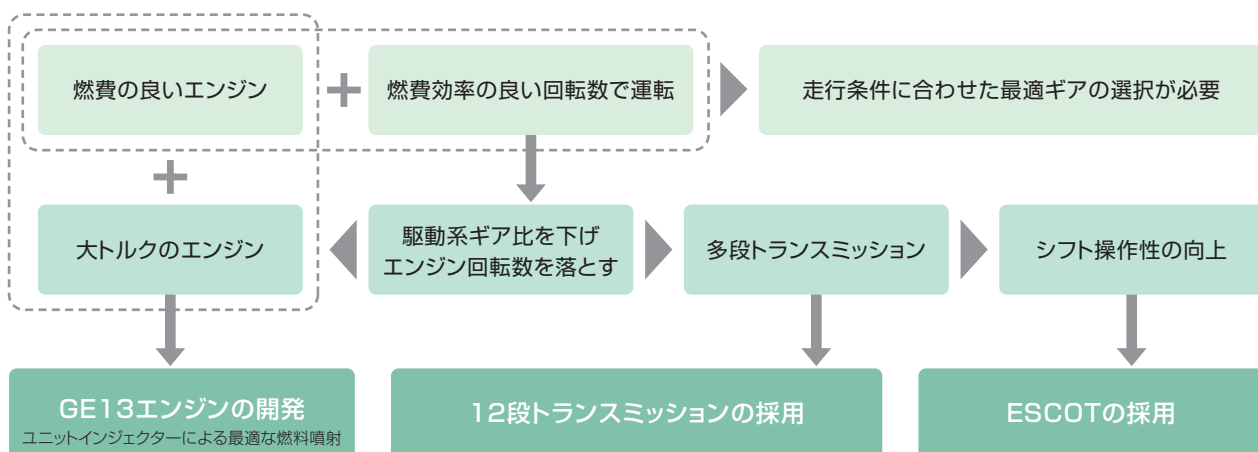 燃費の良いエンジン
燃費効率の良い回転数で運転
走行条件に合わせた最適ギアの選択が必要
大トルクのエンジン
駆動系ギア比を下げ
エンジン回転数を落とす
多段トランスミッション
シフト操作性の向上
GE13エンジンの開発
ユニットインジェクターによる最適な燃料噴射
12段トランスミッションの採用
ESCOTの採用